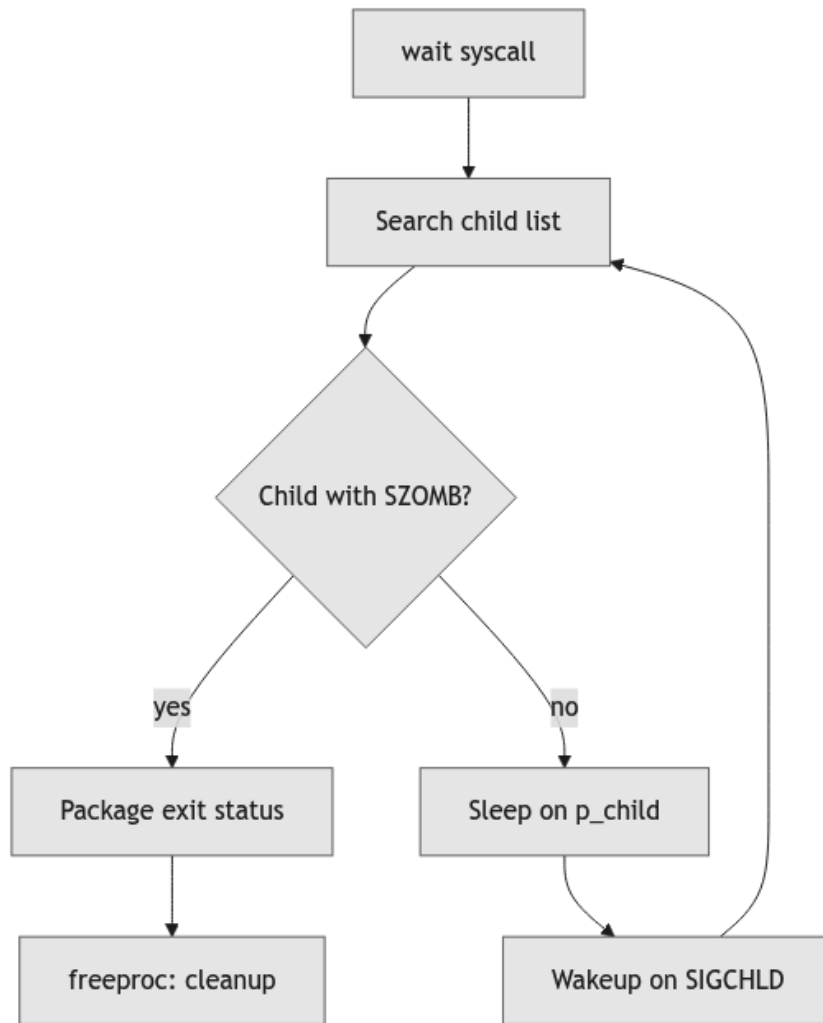 wait syscall
Search child list
Child with SZOMB?
yes
no
Package exit status
Sleep on p_child
freeproc: cleanup
Wakeup on SIGCHLD